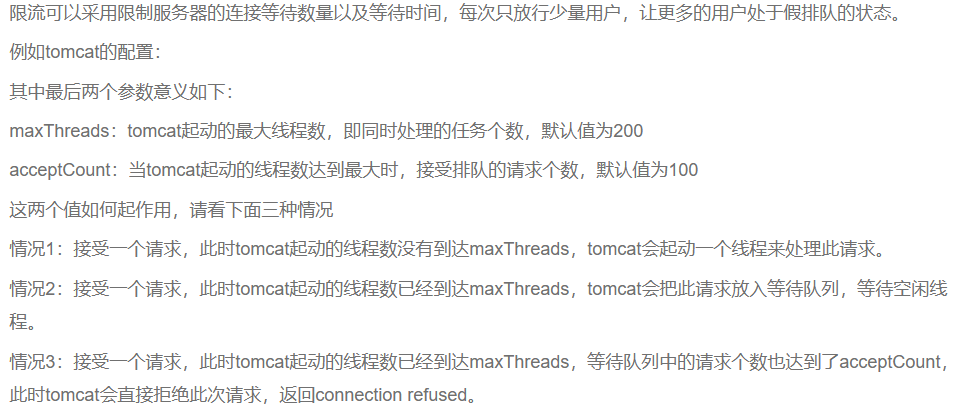 限流可以采用限制服务器的连接等待数量以及等待时间，每次只放行少量用户，让更多的用户处于假排队的状态。
例如tomcat的配置：
其中最后两个参数意义如下：
maxThreads：tomcat起动的最大线程数，即同时处理的任务个数，默认值为200
acceptCount：当tomcat起动的线程数达到最大时，接受排队的请求个数，默认值为100
这两个值如何起作用，请看下面三种情况
情况1：接受一个请求，此时tomcat起动的线程数没有到达maxThreads，tomcat会起动一个线程来处理此请求。
情况2：接受一个请求，此时tomcat起动的线程数已经到达maxThreads，tomcat会把此请求放入等待队列，等待空闲线
程。
情况3：接受一个请求，此时tomcat起动的线程数已经到达maxThreads，等待队列中的请求个数也达到了acceptCount，
此时tomcat会直接拒绝此次请求，返回connection refused。